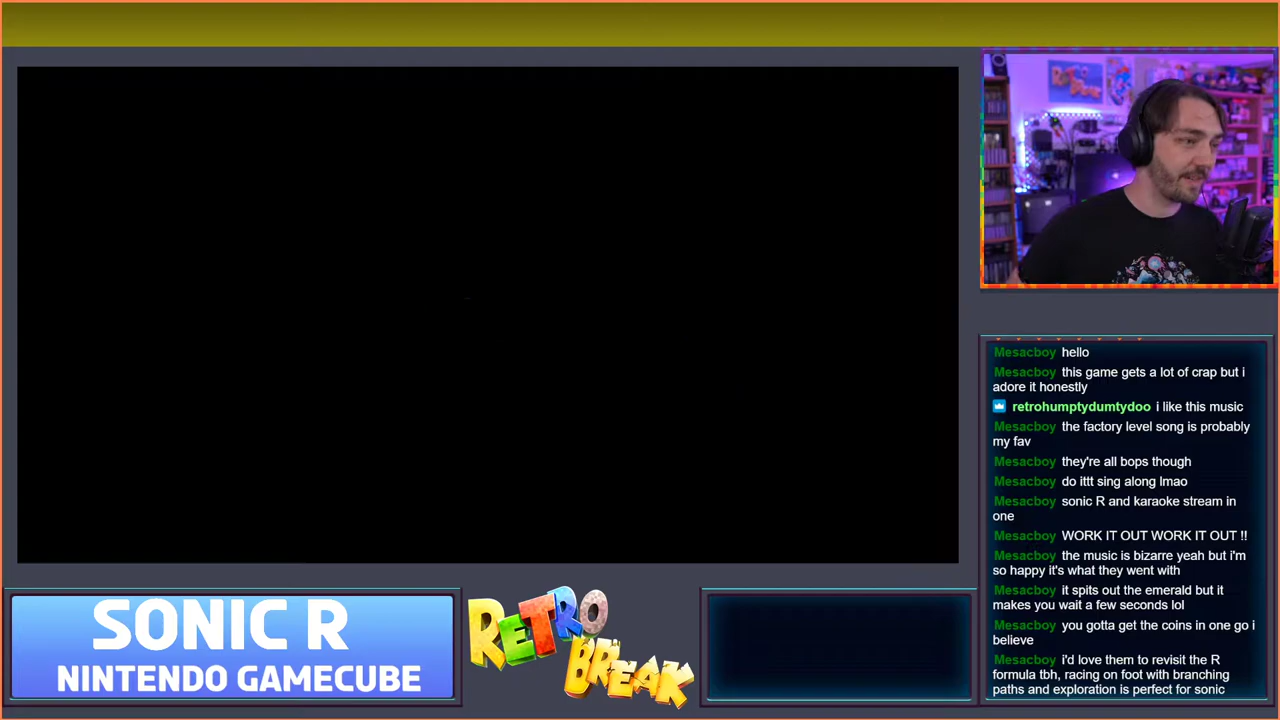 Mesacboy hello
Mesacboy this game gets a lot of crap but i
adore it honestly
retrohumptydumtydoo i like this music
Mesacboy the factory level song is probably
my fav
Mesacboy they're all bops though
Mesacboy do ittt sing along lmao
Mesacboy sonic R and karaoke stream in
one
Mesacboy WORK IT OUT WORK IT OUT !!
Mesacboy the music is bizarre yeah but i'm
so happy it's what they went with
Mesacboy it spits out the emerald but it
makes you wait a few seconds lol
Mesacboy you gotta get the coins in one go i
believe
Mesacboy i'd love them to revisit the R
formula tbh, racing on foot with branching
paths and exploration is perfect for sonic
SONIC R
NINTENDO GAMECUBE
RETRO
BREAK